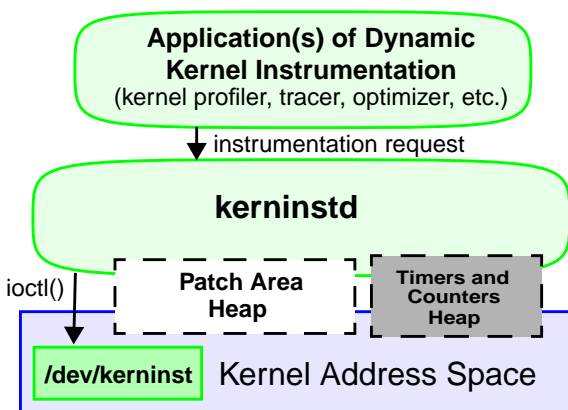 Application(s) of Dynamic
Kernel Instrumentation
(kernel profiler, tracer, optimizer, etc.)
instrumentation request
kerninstd
ioctl()
Patch Area
Heap
Timers and
Counters
Heap
/dev/kerninst
Kernel Address Space